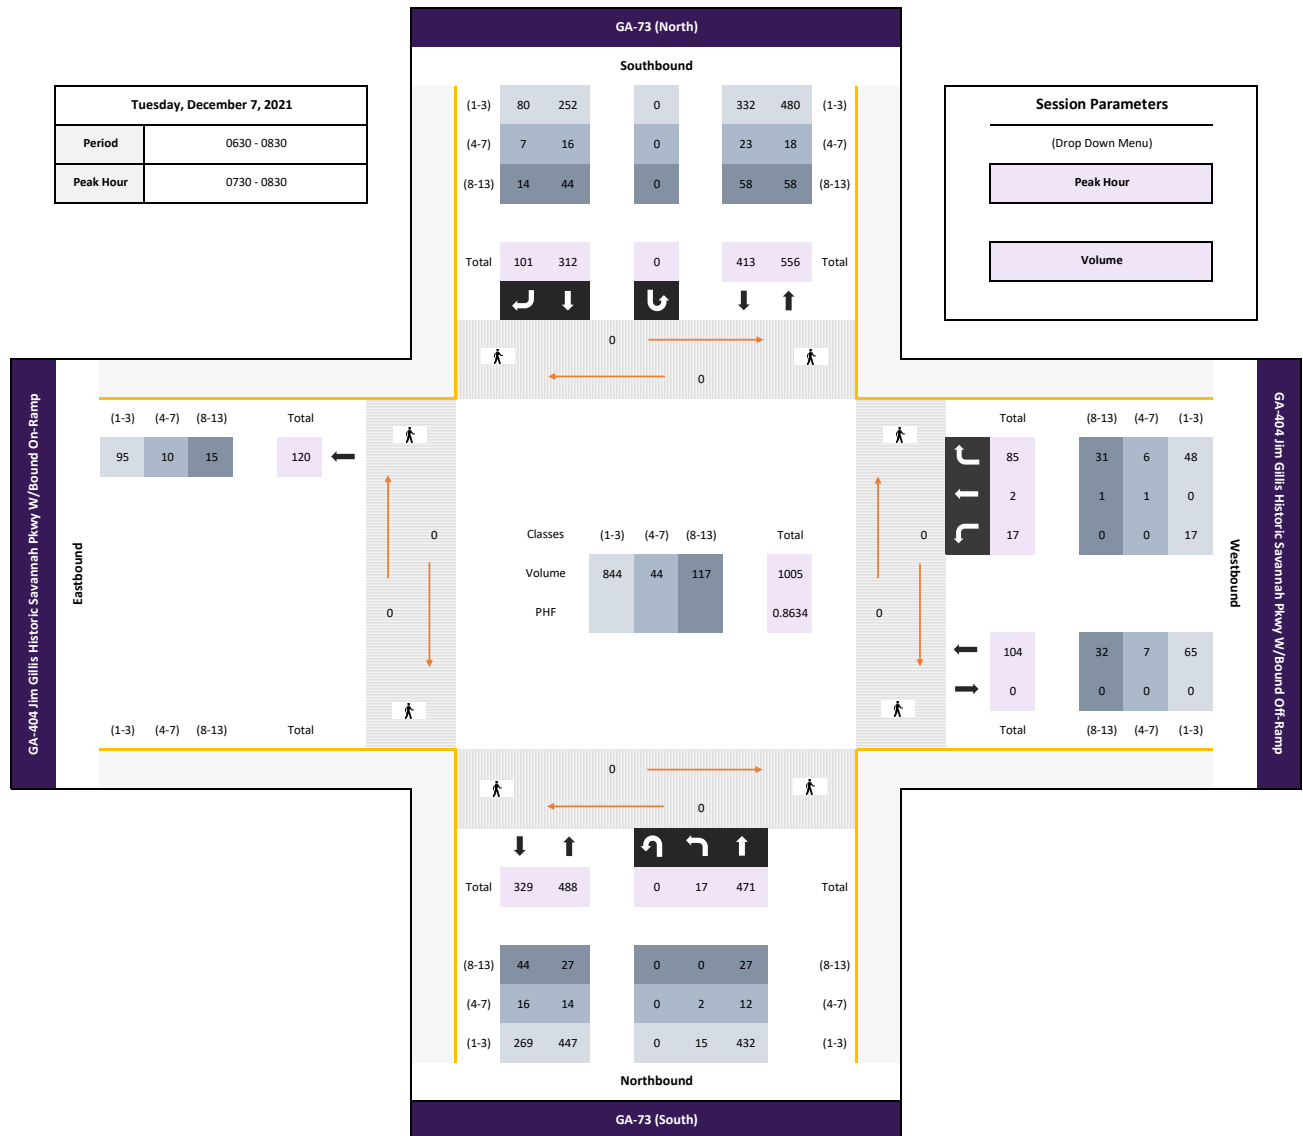 GA-73 (North)
Southbound
Tuesday, December 7, 2021
Period 0630 - 0830
Peak Hour 0730 - 0830
Session Parameters
(Drop Down Menu)
Peak Hour
Volume
(1-3) 80 252 0 332 480 (1-3)
(4-7) 7 16 0 23 18 (4-7)
(8-13) 14 44 0 58 58 (8-13)
Total 101 312 0 413 556 Total
0
0
GA-404 Jim Gillis Historic Savannah Pkwy W/Bound On-Ramp
Eastbound
(1-3) (4-7) (8-13) Total
95 10 15 120
0
0
(1-3) (4-7) (8-13) Total
Classes (1-3) (4-7) (8-13) Total
Volume 844 44 117 1005
PHF 0.8634
0
0
Total (8-13) (4-7) (1-3)
85 31 6 48
2 1 1 0
17 0 0 17
104 32 7 65
0 0 0 0
Total (8-13) (4-7) (1-3)
Westbound
GA-404 Jim Gillis Historic Savannah Pkwy W/Bound Off-Ramp
0
0
Total 329 488 0 17 471 Total
(8-13) 44 27 0 0 27 (8-13)
(4-7) 16 14 0 2 12 (4-7)
(1-3) 269 447 0 15 432 (1-3)
Northbound
GA-73 (South)